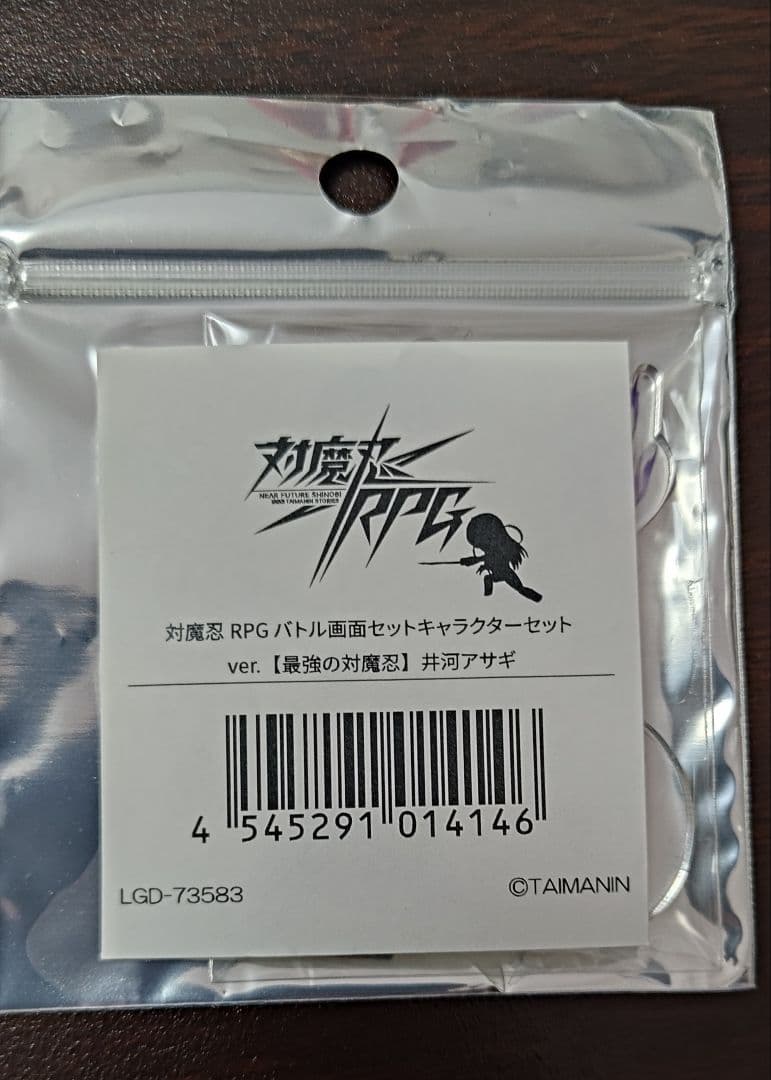 対魔忍
NEAR FUTURE SHINOBI
TAIMANIN STORIES
RPG
対魔忍 RPG バトル画面セットキャラクターセット
ver.【最強の対魔忍】井河アサギ
4 545291 014146
LGD-73583
©TAIMANIN